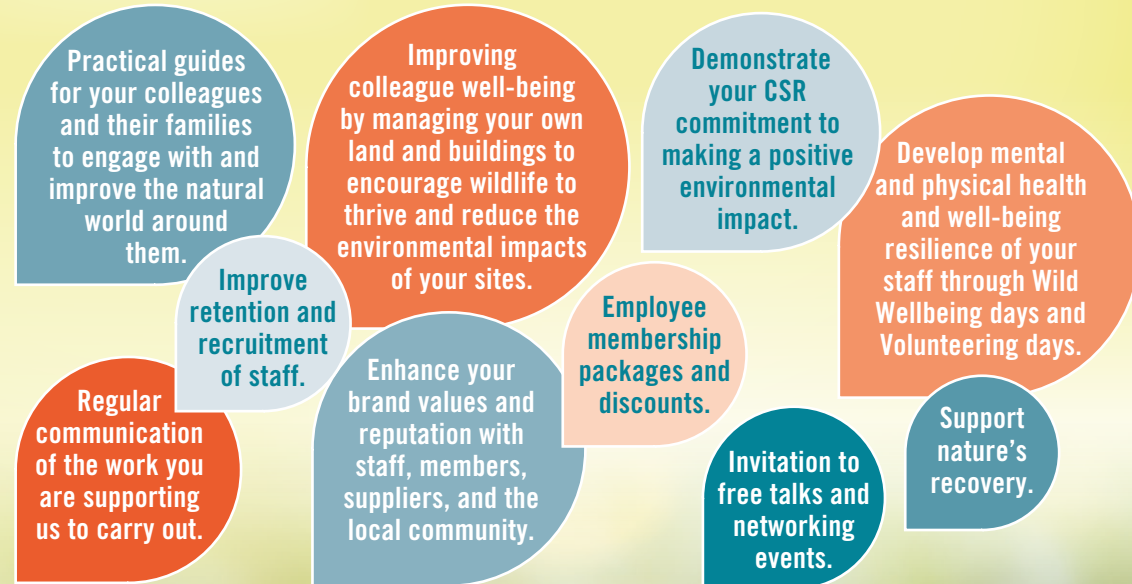 Practical guides
for your colleagues
and their families
to engage with and
improve the natural
world around
them.
Improving
colleague well-being
by managing your own
land and buildings to
encourage wildlife to
thrive and reduce the
environmental impacts
of your sites.
Demonstrate
your CSR
commitment to
making a positive
environmental
impact.
Develop mental
and physical health
and well-being
resilience of your
staff through Wild
Wellbeing days and
Volunteering days.
Improve
retention and
recruitment
of staff.
Employee
membership
packages and
discounts.
Regular
communication
of the work you
are supporting
us to carry out.
Enhance your
brand values and
reputation with
staff, members,
suppliers, and the
local community.
Invitation to
free talks and
networking
events.
Support
nature’s
recovery.